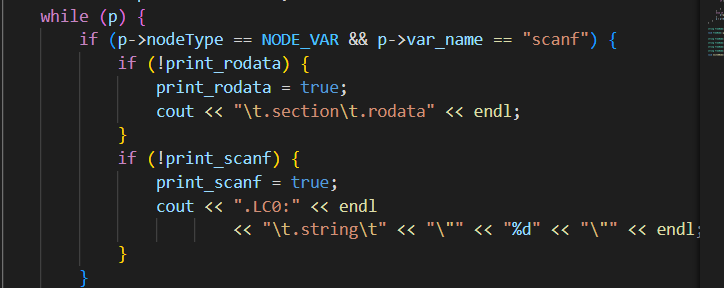 while (p) {
if (p->nodeType == NODE_VAR && p->var_name == "scanf") {
if (!print_rodata) {
print_rodata = true;
cout << "\t.section\t.rodata" << endl;
}
if (!print_scanf) {
print_scanf = true;
cout << ".LC0:" << endl
<< "\t.string\t" << "\"" << "%d" << "\"" << endl;
}
}